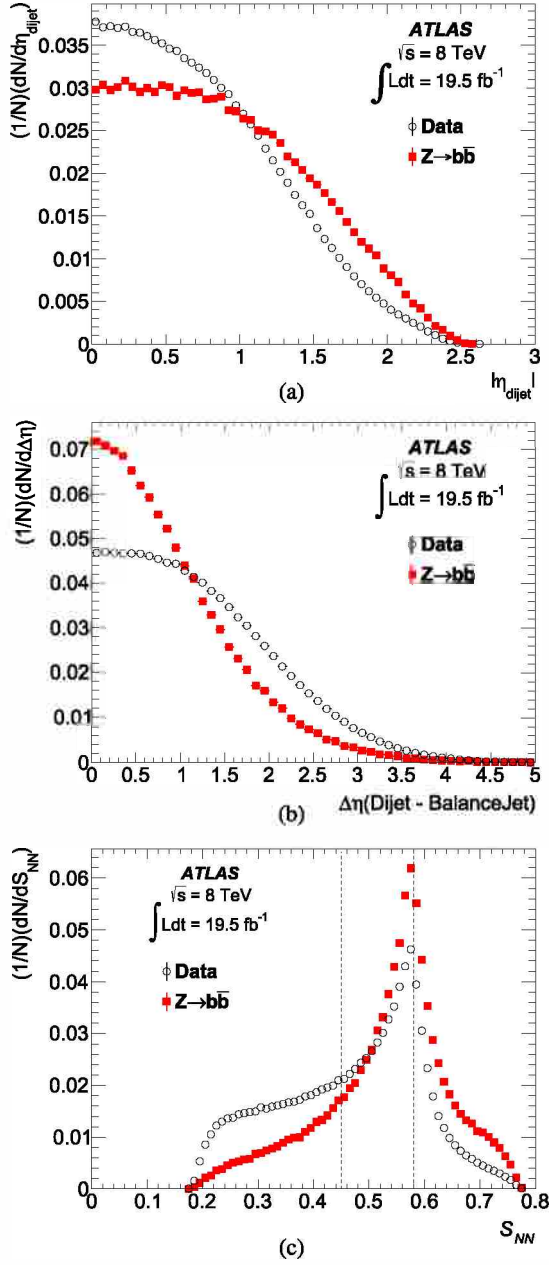 (1/N)(dN/dη_dijet)
0.035
0.03
0.025
0.02
0.015
0.01
0.005
0
ATLAS
√s = 8 TeV
∫ Ldt = 19.5 fb⁻¹
Data
Z→bb̅
0 0.5 1 1.5 2 2.5 3
|η_dijet|
(a)
(1/N)(dN/dΔη)
0.07
0.06
0.05
0.04
0.03
0.02
0.01
0
ATLAS
√s = 8 TeV
∫ Ldt = 19.5 fb⁻¹
Data
Z→bb̅
0 0.5 1 1.5 2 2.5 3 3.5 4 4.5 5
Δη(Dijet - BalanceJet)
(b)
(1/N)(dN/dS_NN)
0.06
0.05
0.04
0.03
0.02
0.01
0
ATLAS
√s = 8 TeV
∫ Ldt = 19.5 fb⁻¹
Data
Z→bb̅
0 0.1 0.2 0.3 0.4 0.5 0.6 0.7 0.8
S_NN
(c)